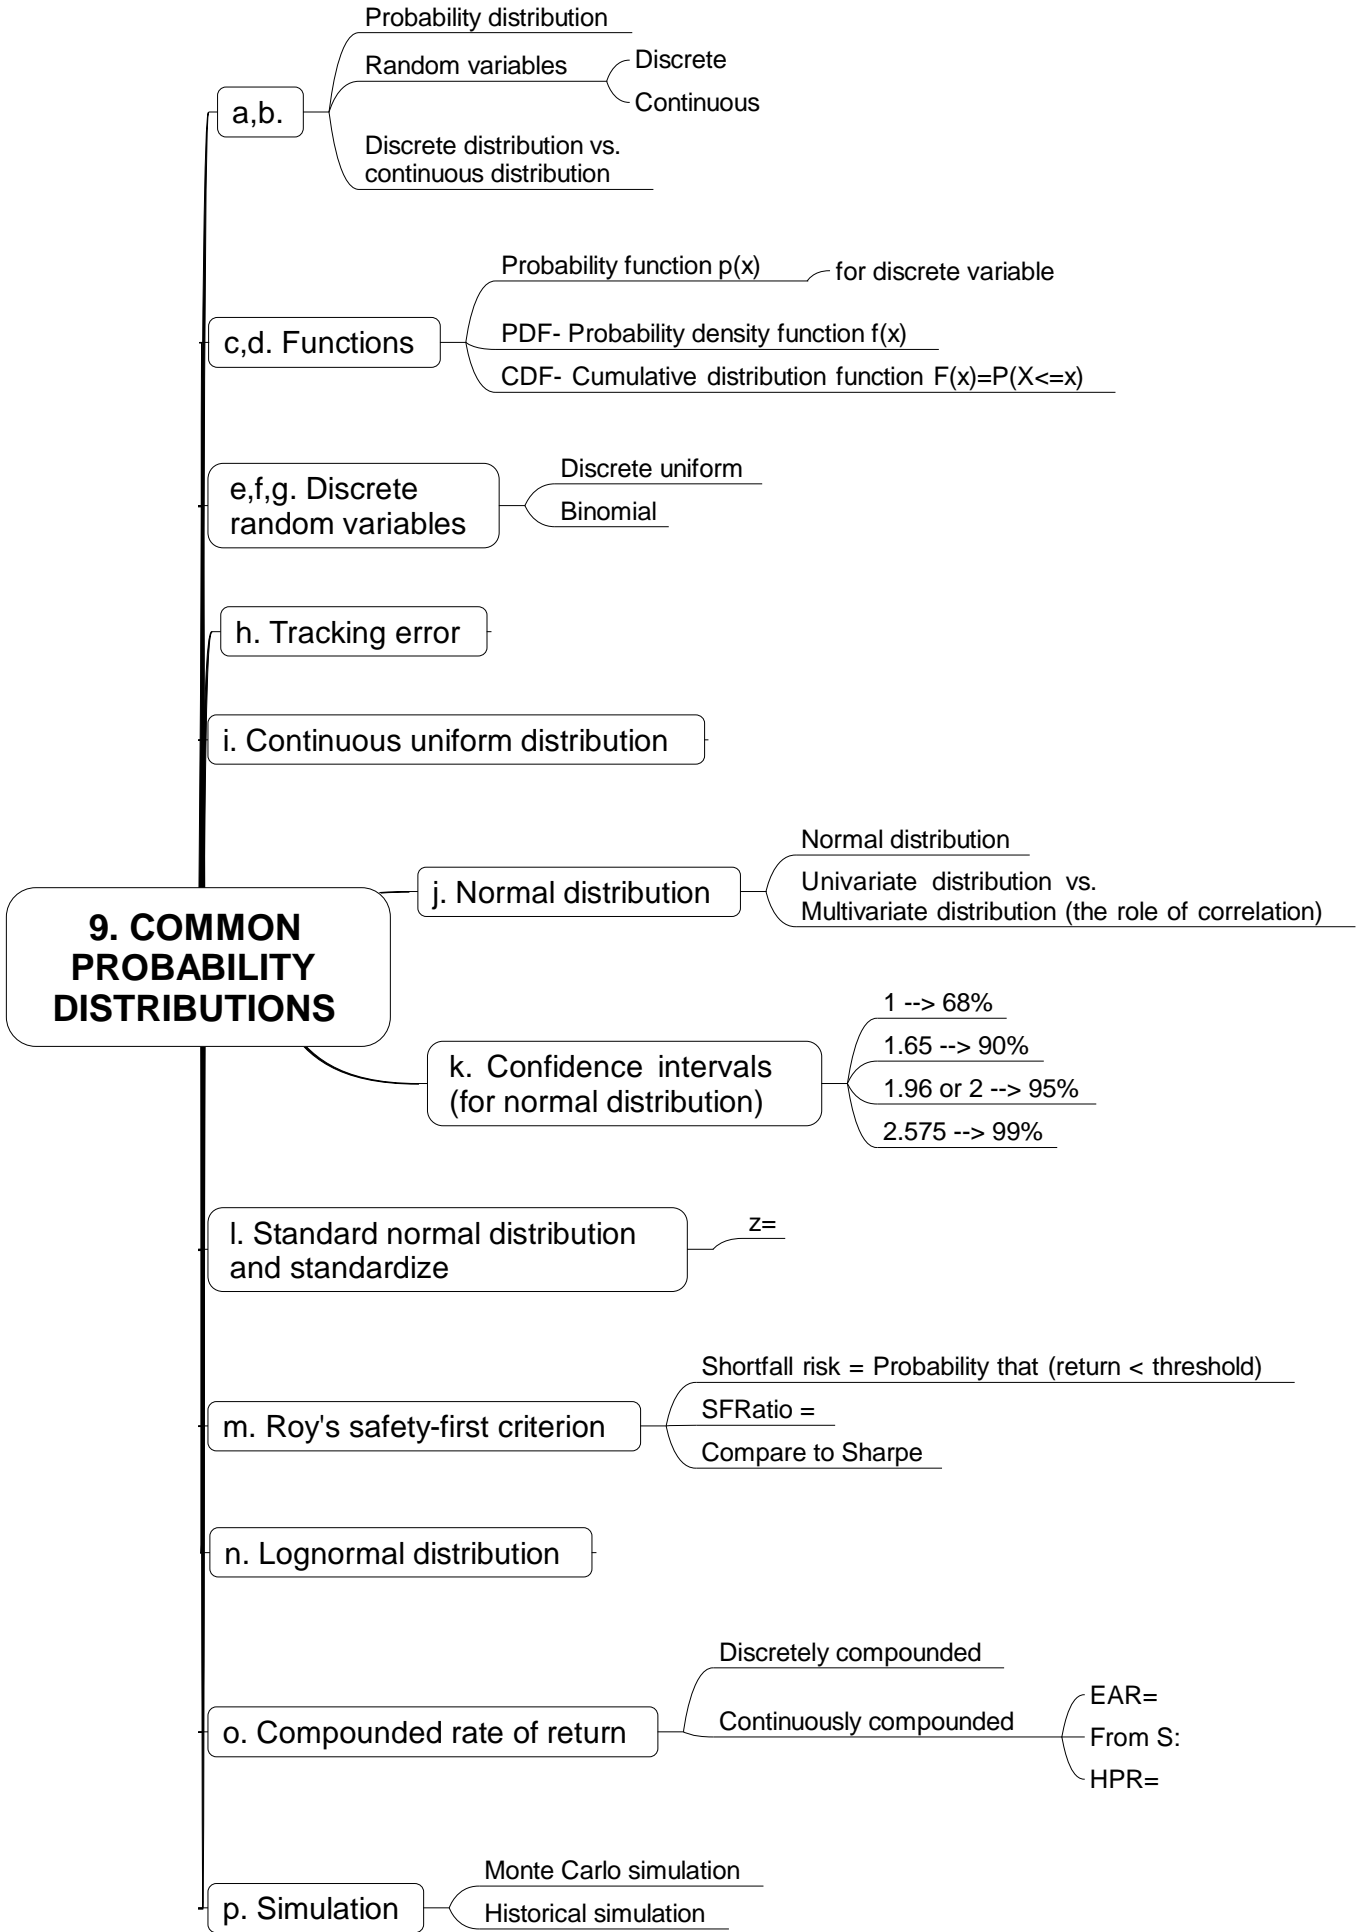 Probability distribution
Random variables
Discrete
Continuous
a,b.
Discrete distribution vs.
continuous distribution
Probability function p(x)
for discrete variable
c,d. Functions
PDF- Probability density function f(x)
CDF- Cumulative distribution function F(x)=P(X<=x)
e,f,g. Discrete
random variables
Discrete uniform
Binomial
h. Tracking error
i. Continuous uniform distribution
j. Normal distribution
Normal distribution
Univariate distribution vs.
Multivariate distribution (the role of correlation)
9. COMMON
PROBABILITY
DISTRIBUTIONS
k. Confidence intervals
(for normal distribution)
1 --> 68%
1.65 --> 90%
1.96 or 2 --> 95%
2.575 --> 99%
l. Standard normal distribution
and standardize
z=
m. Roy's safety-first criterion
Shortfall risk = Probability that (return < threshold)
SFRatio =
Compare to Sharpe
n. Lognormal distribution
o. Compounded rate of return
Discretely compounded
Continuously compounded
EAR=
From S:
HPR=
p. Simulation
Monte Carlo simulation
Historical simulation